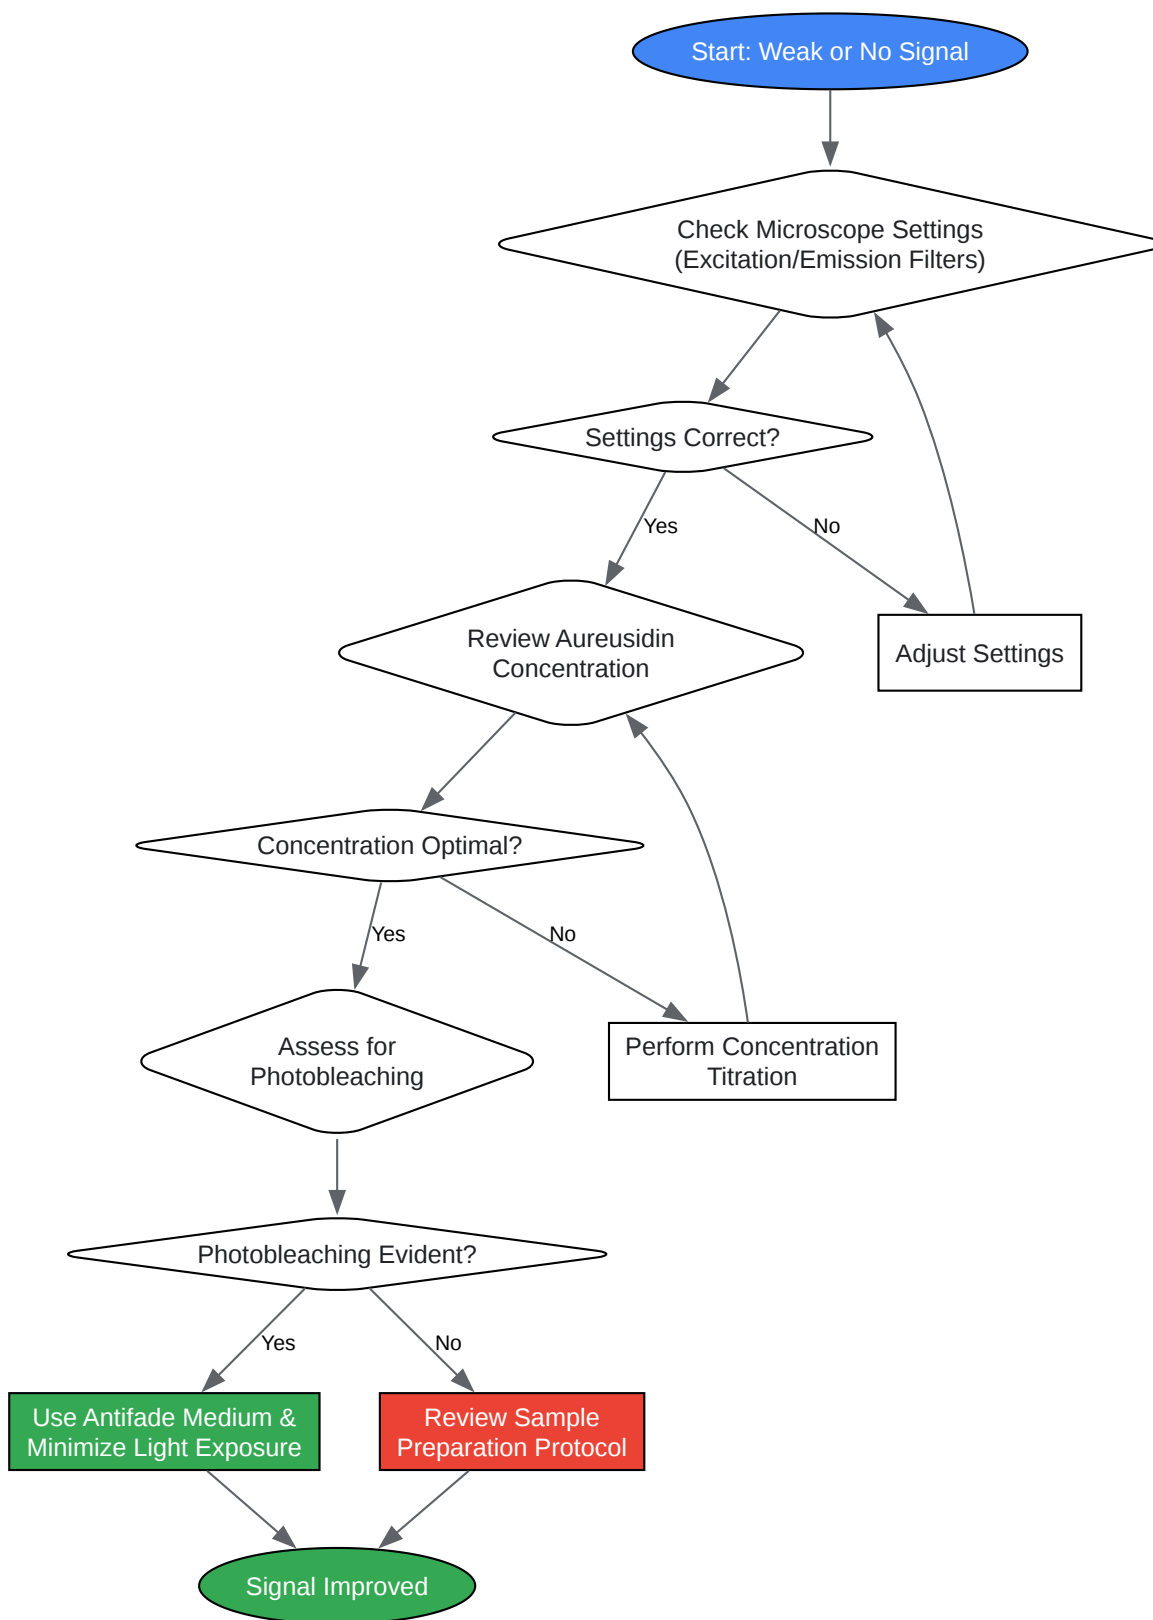 Start: Weak or No Signal
Check Microscope Settings
(Excitation/Emission Filters)
Settings Correct?
Yes
No
Review Aureusidin
Concentration
Adjust Settings
Concentration Optimal?
Yes
No
Assess for
Photobleaching
Perform Concentration
Titration
Photobleaching Evident?
Yes
No
Use Antifade Medium &
Minimize Light Exposure
Review Sample
Preparation Protocol
Signal Improved